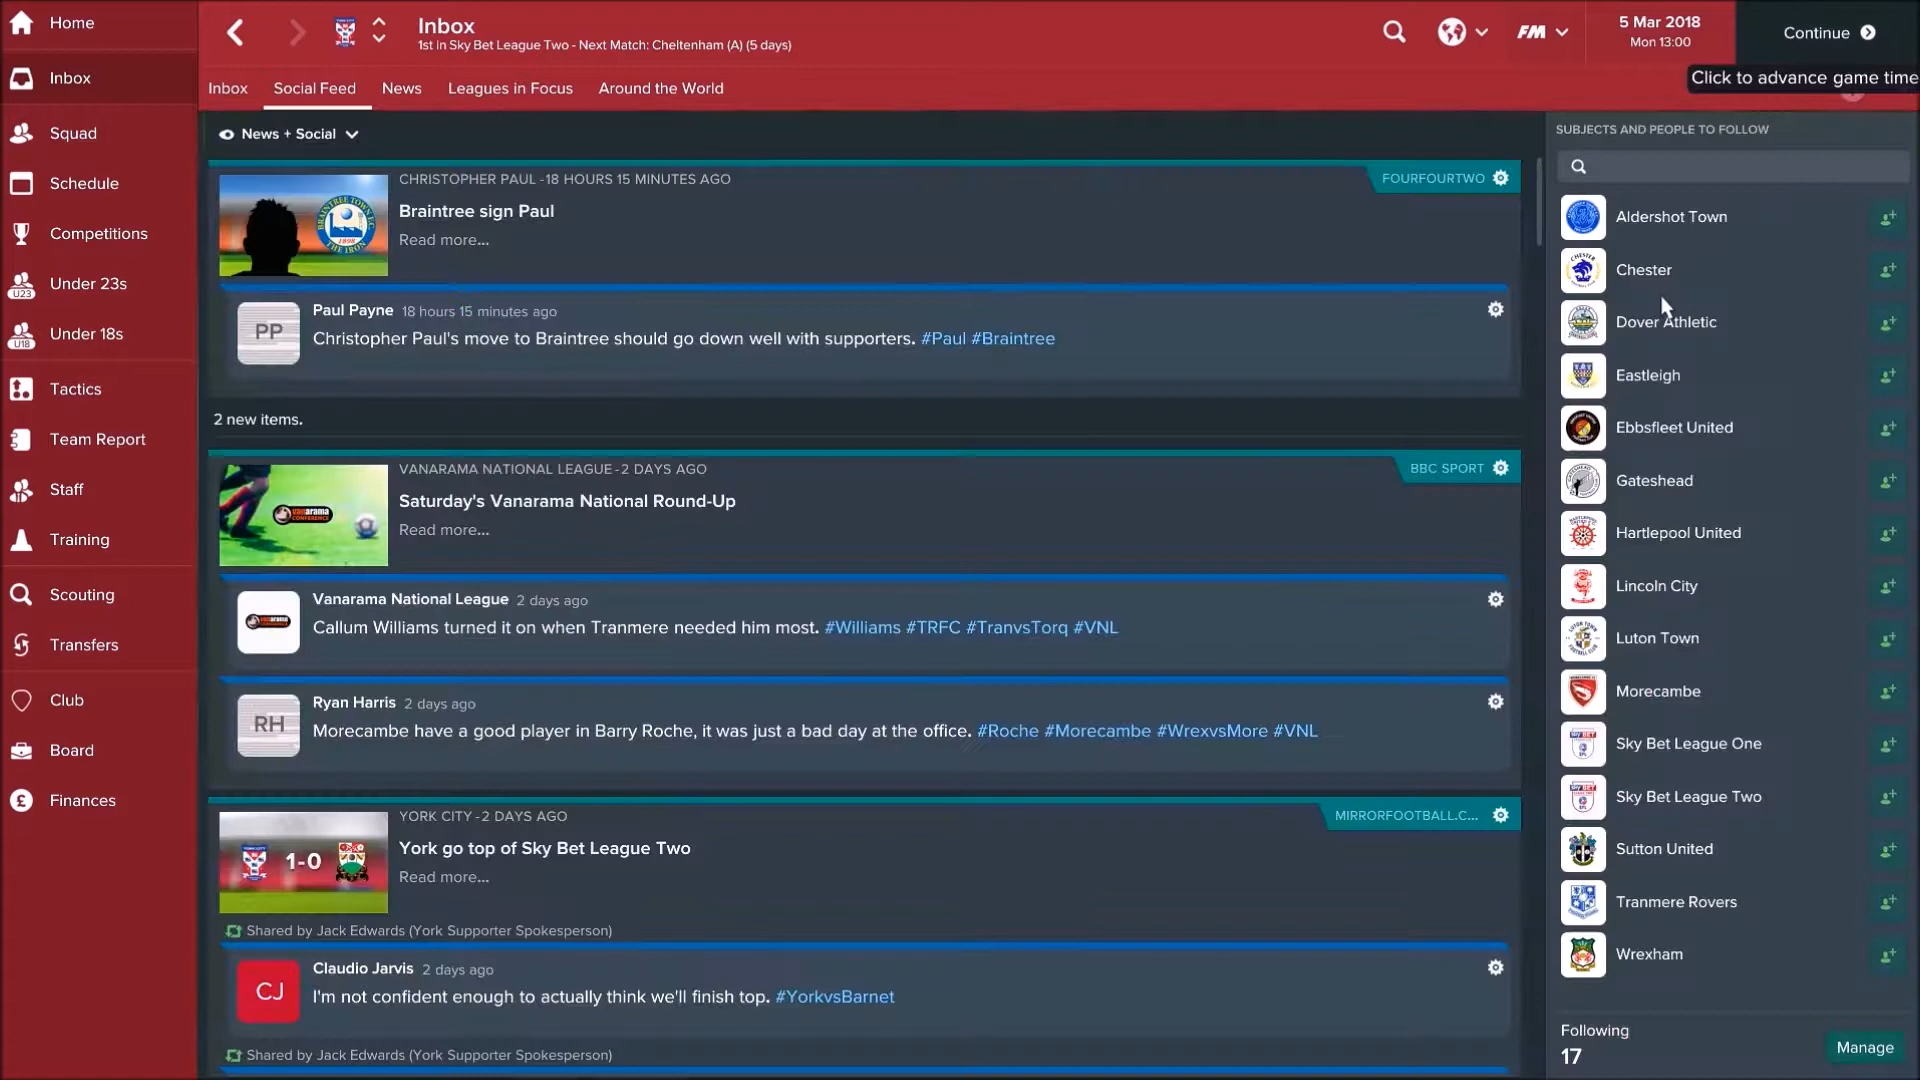 Home
Inbox
Squad
Schedule
Competitions
U23
Under 23s
U18
Under 18s
Tactics
Team Report
Staff
Training
Scouting
Transfers
Club
Board
Finances
Inbox
1st in Sky Bet League Two - Next Match: Cheltenham (A) (5 days)
FM
5 Mar 2018
Mon 13:00
Continue
Click to advance game time
Inbox
Social Feed
News
Leagues in Focus
Around the World
News + Social
CHRISTOPHER PAUL - 18 HOURS 15 MINUTES AGO
FOURFOURTWO
Braintree sign Paul
Read more...
PP
Paul Payne 18 hours 15 minutes ago
Christopher Paul's move to Braintree should go down well with supporters. #Paul #Braintree
2 new items.
VANARAMA NATIONAL LEAGUE - 2 DAYS AGO
BBC SPORT
Saturday's Vanarama National Round-Up
Read more...
Vanarama National League 2 days ago
Callum Williams turned it on when Tranmere needed him most. #Williams #TRFC #TranvsTorq #VNL
RH
Ryan Harris 2 days ago
Morecambe have a good player in Barry Roche, it was just a bad day at the office. #Roche #Morecambe #WrexvsMore #VNL
YORK CITY - 2 DAYS AGO
MIRRORFOOTBALL.C...
1-0
York go top of Sky Bet League Two
Read more...
Shared by Jack Edwards (York Supporter Spokesperson)
CJ
Claudio Jarvis 2 days ago
I'm not confident enough to actually think we'll finish top. #YorkvsBarnet
Shared by Jack Edwards (York Supporter Spokesperson)
SUBJECTS AND PEOPLE TO FOLLOW
Aldershot Town
Chester
Dover Athletic
Eastleigh
Ebbsfleet United
Gateshead
Hartlepool United
Lincoln City
Luton Town
Morecambe
Sky Bet League One
Sky Bet League Two
Sutton United
Tranmere Rovers
Wrexham
Following
17
Manage